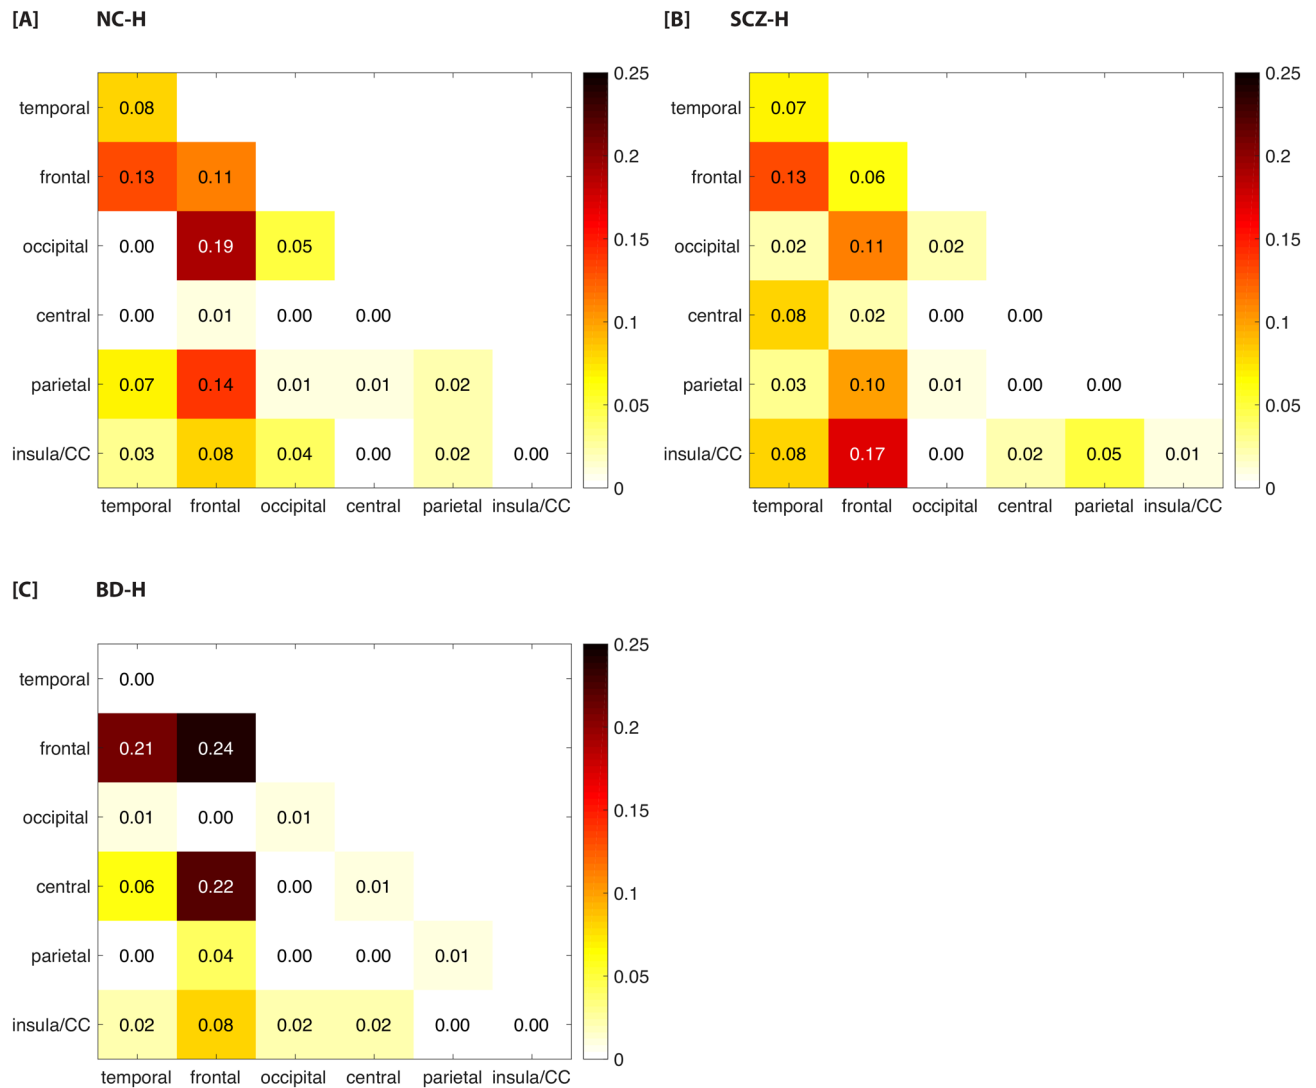 [A] NC-H
0.25
temporal 0.08
0.2
frontal 0.13 0.11
0.15
occipital 0.00 0.19 0.05
0.1
central 0.00 0.01 0.00 0.00
parietal 0.07 0.14 0.01 0.01 0.02
0.05
insula/CC 0.03 0.08 0.04 0.00 0.02 0.00
0
temporal frontal occipital central parietal insula/CC
[B] SCZ-H
0.25
temporal 0.07
0.2
frontal 0.13 0.06
0.15
occipital 0.02 0.11 0.02
0.1
central 0.08 0.02 0.00 0.00
parietal 0.03 0.10 0.01 0.00 0.00
0.05
insula/CC 0.08 0.17 0.00 0.02 0.05 0.01
0
temporal frontal occipital central parietal insula/CC
[C] BD-H
0.25
temporal 0.00
0.2
frontal 0.21 0.24
0.15
occipital 0.01 0.00 0.01
0.1
central 0.06 0.22 0.00 0.01
parietal 0.00 0.04 0.00 0.00 0.01
0.05
insula/CC 0.02 0.08 0.02 0.02 0.00 0.00
0
temporal frontal occipital central parietal insula/CC